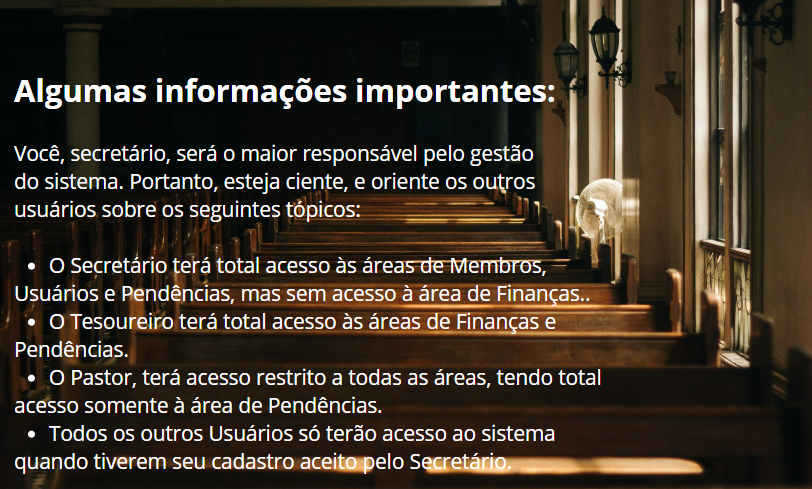 Algumas informações importantes:
Você, secretário, será o maior responsável pelo gestão
do sistema. Portanto, esteja ciente, e oriente os outros
usuários sobre os seguintes tópicos:
• O Secretário terá total acesso às áreas de Membros,
Usuários e Pendências, mas sem acesso à área de Finanças..
• O Tesoureiro terá total acesso às áreas de Finanças e
Pendências.
• O Pastor, terá acesso restrito a todas as áreas, tendo total
acesso somente à área de Pendências.
• Todos os outros Usuários só terão acesso ao sistema
quando tiverem seu cadastro aceito pelo Secretário.